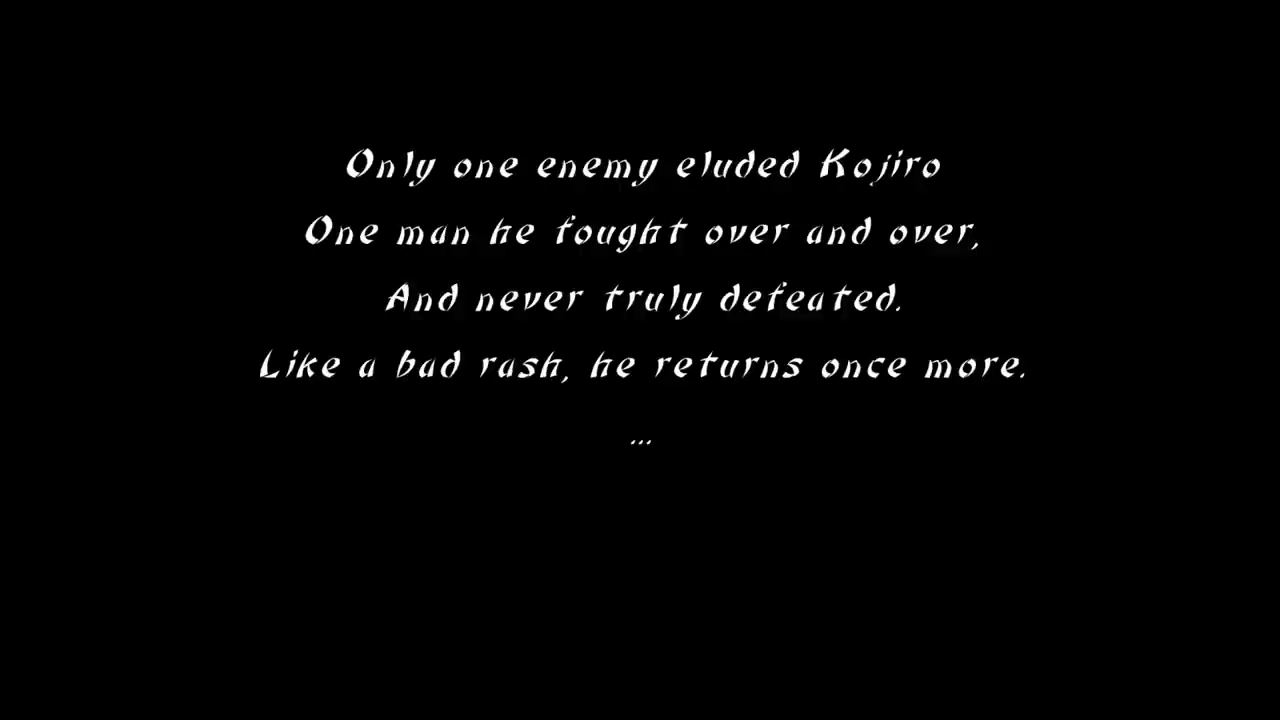 Only one enemy eluded Kojiro
One man he fought over and over,
And never truly defeated.
Like a bad rash, he returns once more.
...